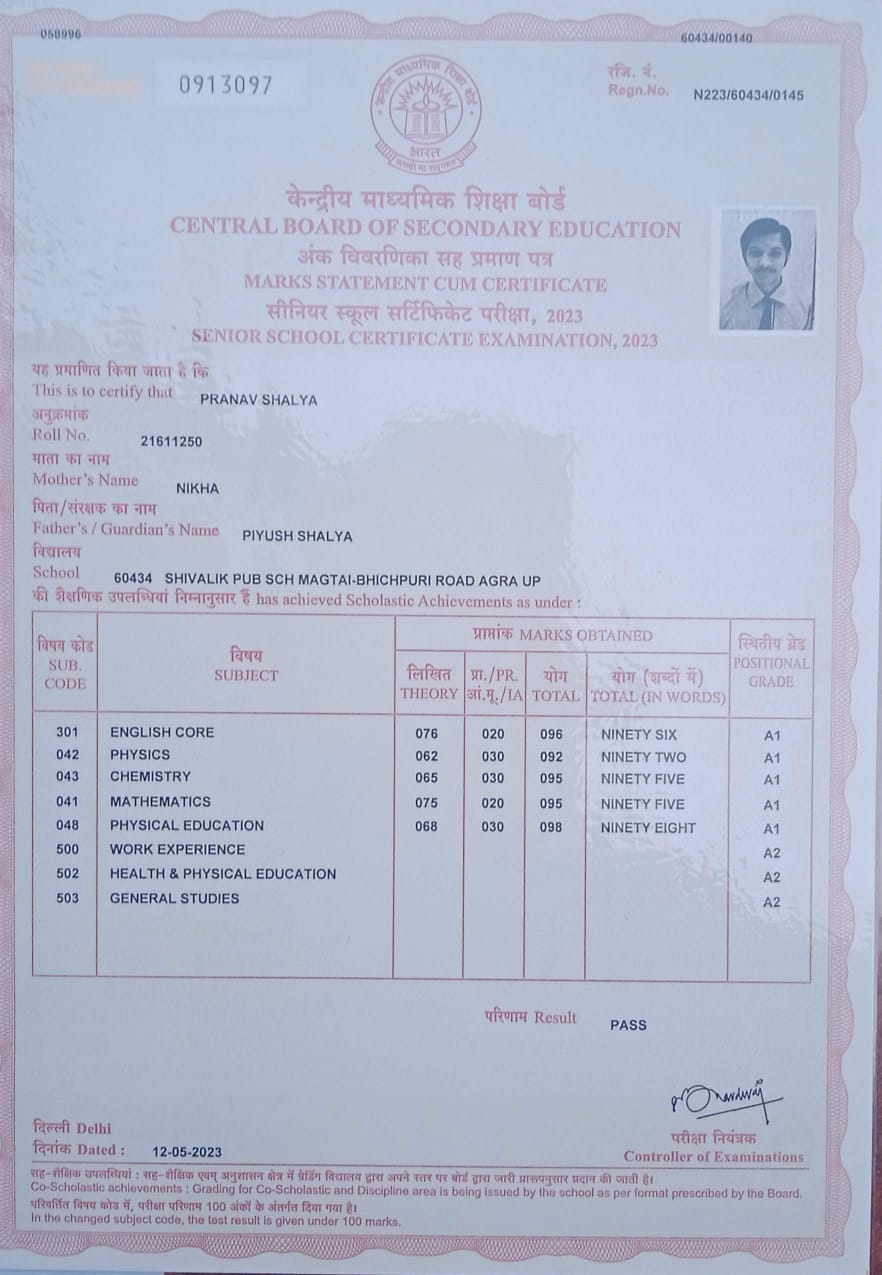 058996
60434/00140
0913097
रजि. नं.
Regn.No. N223/60434/0145
केन्द्रीय माध्यमिक शिक्षा बोर्ड
भारत
केन्द्रीय माध्यमिक शिक्षा बोर्ड
CENTRAL BOARD OF SECONDARY EDUCATION
अंक विवरणिका सह प्रमाण पत्र
MARKS STATEMENT CUM CERTIFICATE
सीनियर स्कूल सर्टिफिकेट परीक्षा, 2023
SENIOR SCHOOL CERTIFICATE EXAMINATION, 2023
यह प्रमाणित किया जाता है कि
This is to certify that PRANAV SHALYA
अनुक्रमांक
Roll No. 21611250
माता का नाम
Mother's Name NIKHA
पिता/संरक्षक का नाम
Father's / Guardian's Name PIYUSH SHALYA
विद्यालय
School 60434 SHIVALIK PUB SCH MAGTAI-BHICHPURI ROAD AGRA UP
की शैक्षणिक उपलब्धियां निम्नानुसार हैं has achieved Scholastic Achievements as under :
विषय कोड
SUB.
CODE
विषय
SUBJECT
प्राप्तांक MARKS OBTAINED
लिखित
THEORY
प्रा./PR.
आं.मू./IA
योग
TOTAL
योग (शब्दों में)
TOTAL (IN WORDS)
स्थितीय ग्रेड
POSITIONAL
GRADE
301 ENGLISH CORE 076 020 096 NINETY SIX A1
042 PHYSICS 062 030 092 NINETY TWO A1
043 CHEMISTRY 065 030 095 NINETY FIVE A1
041 MATHEMATICS 075 020 095 NINETY FIVE A1
048 PHYSICAL EDUCATION 068 030 098 NINETY EIGHT A1
500 WORK EXPERIENCE A2
502 HEALTH & PHYSICAL EDUCATION A2
503 GENERAL STUDIES A2
परिणाम Result PASS
दिल्ली Delhi
दिनांक Dated : 12-05-2023
परीक्षा नियंत्रक
Controller of Examinations
सह-शैक्षिक उपलब्धियां : सह-शैक्षिक एवम् अनुशासन क्षेत्र में ग्रेडिंग विद्यालय द्वारा अपने स्तर पर बोर्ड द्वारा जारी प्रारूपनुसार प्रदान की जाती है।
Co-Scholastic achievements : Grading for Co-Scholastic and Discipline area is being issued by the school as per format prescribed by the Board.
परिवर्तित विषय कोड में, परीक्षा परिणाम 100 अंकों के अंतर्गत दिया गया है।
In the changed subject code, the test result is given under 100 marks.